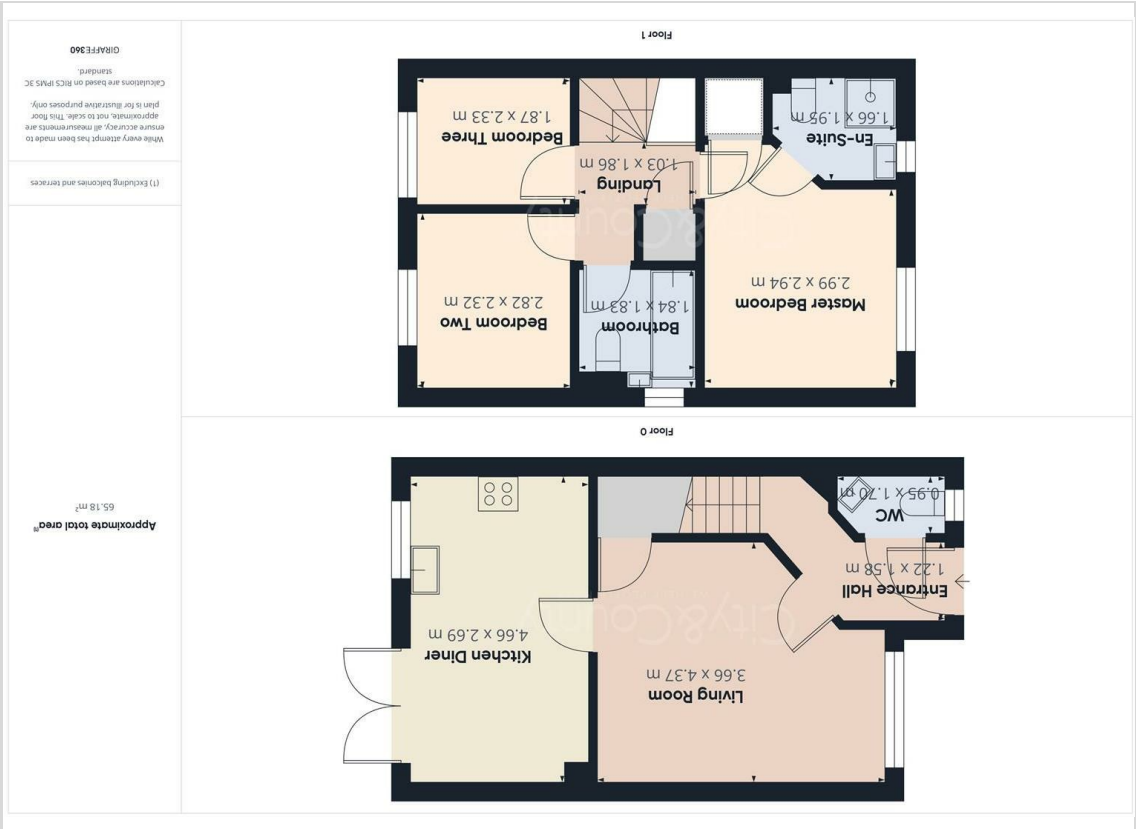 Living Room
3.66 x 4.37 m
Kitchen Diner
4.66 x 2.69 m
Entrance Hall
1.22 x 1.58 m
WC
0.95 x 1.70 m
City&County
Floor 0
Master Bedroom
2.99 x 2.94 m
Bathroom
1.84 x 1.83 m
Bedroom Two
2.82 x 2.32 m
Landing
1.03 x 1.86 m
En-Suite
1.66 x 1.95 m
Bedroom Three
1.87 x 2.33 m
City&County
Floor 1
Approximate total area⁽¹⁾
65.18 m²
(1) Excluding balconies and terraces
While every attempt has been made to
ensure accuracy, all measurements are
approximate, not to scale. This floor
plan is for illustrative purposes only.
Calculations are based on RICS IPMS 3C
standard.
GIRAFFE360